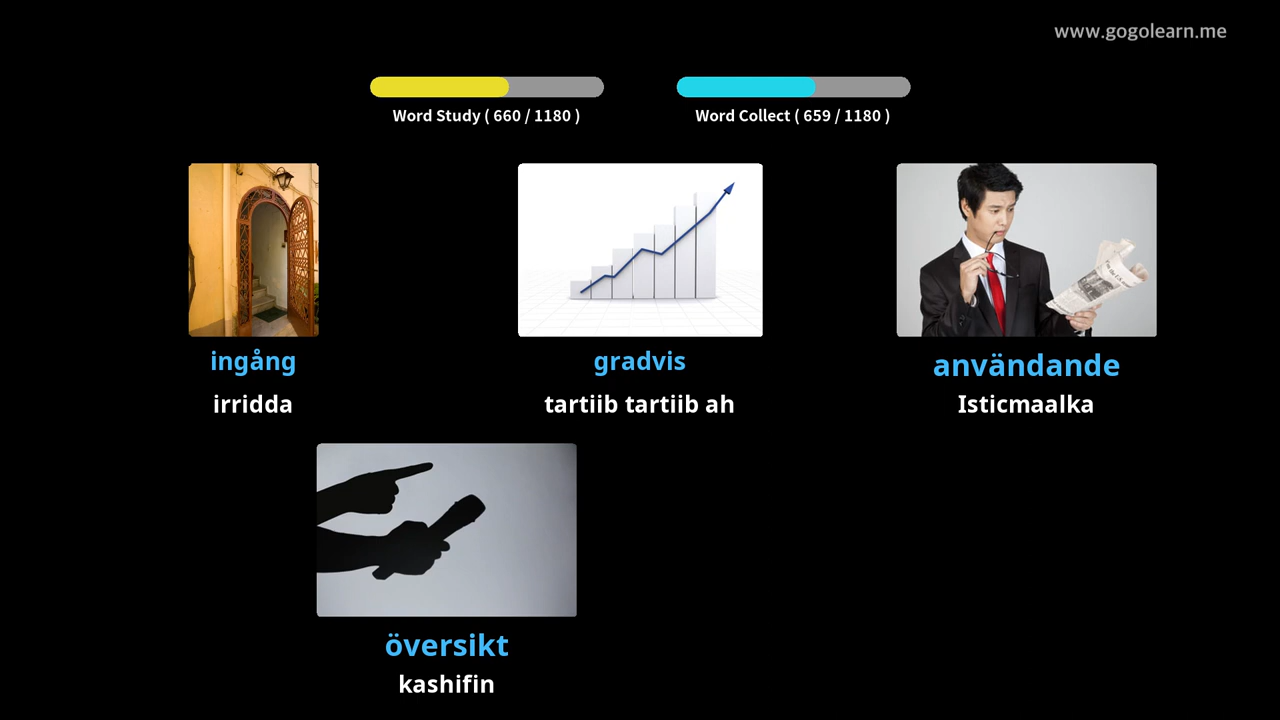 www.gogolearn.me
Word Study ( 660 / 1180 )
Word Collect ( 659 / 1180 )
ingång
gradvis
användande
irridda
tartiib tartiib ah
Isticmaalka
översikt
kashifin